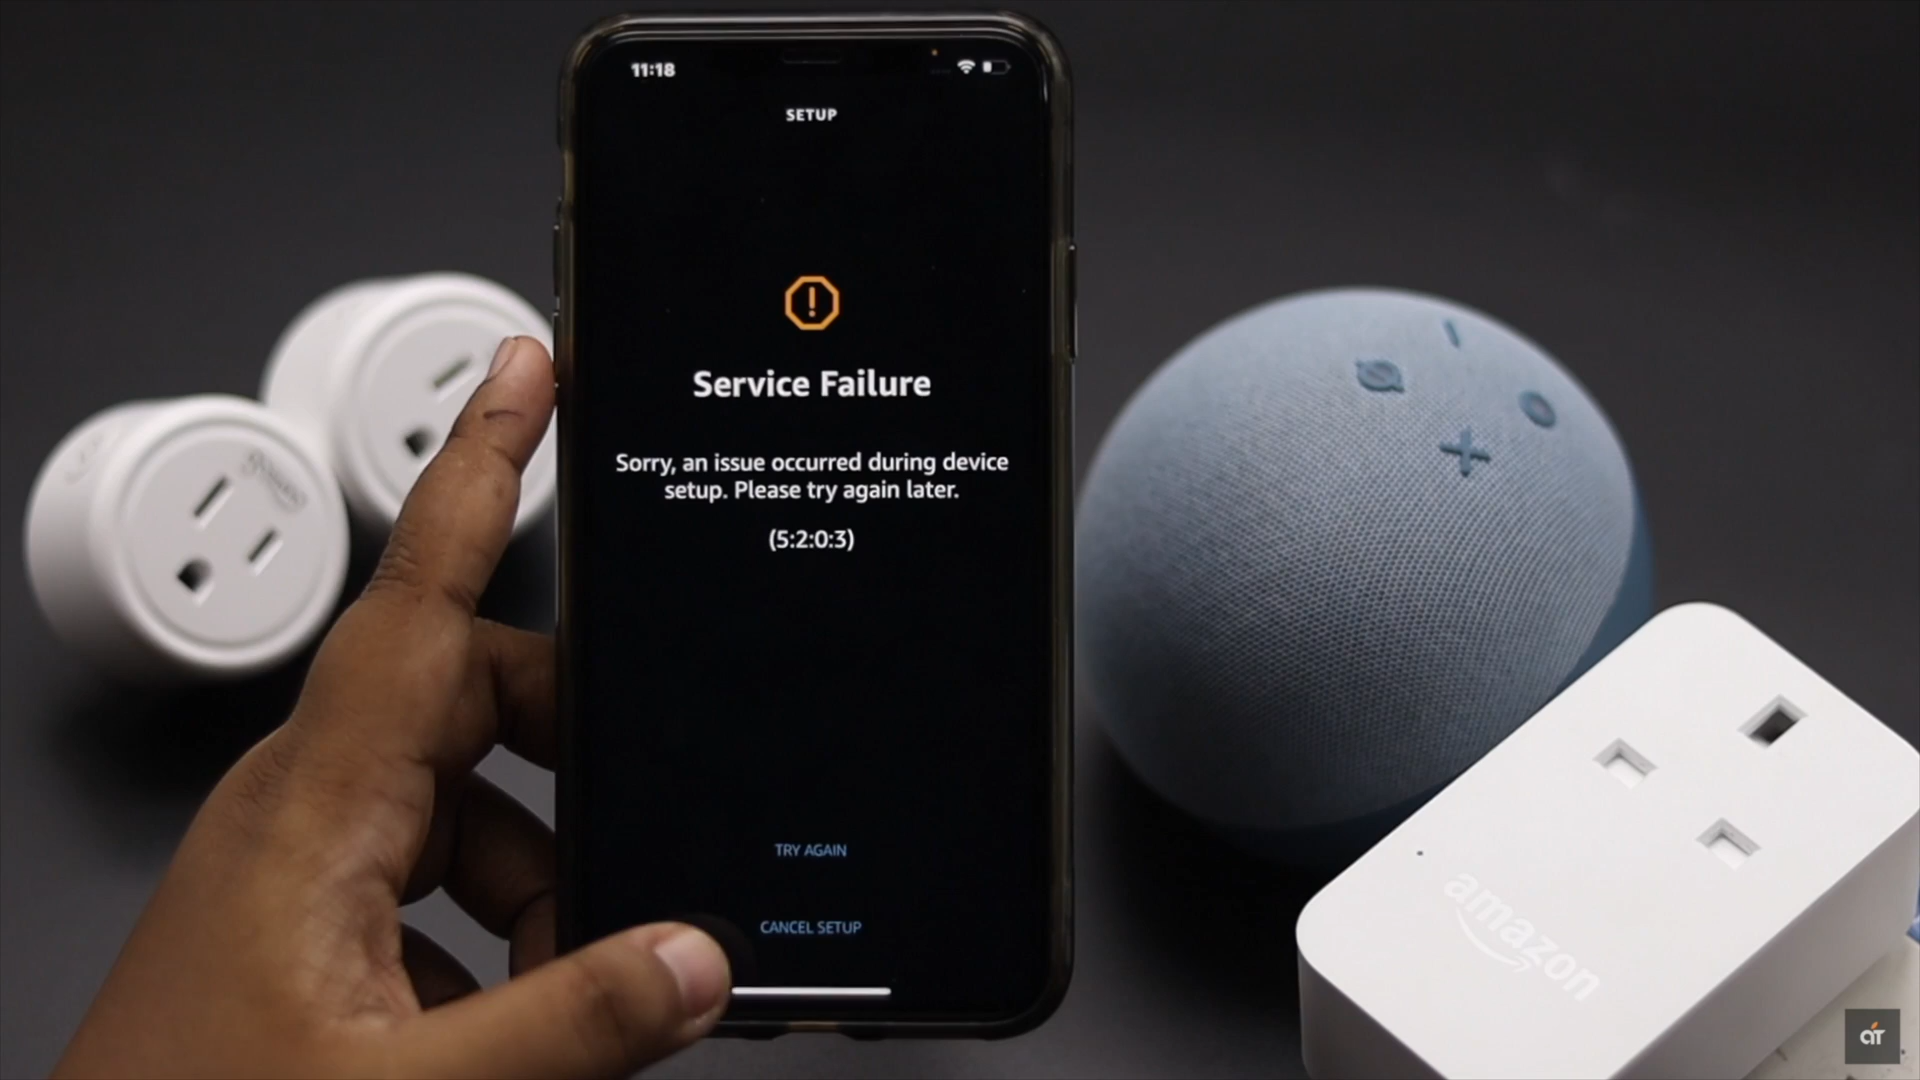 11:18
SETUP
Service Failure
Sorry, an issue occurred during device
setup. Please try again later.
(5:2:0:3)
TRY AGAIN
CANCEL SETUP
amazon
aT